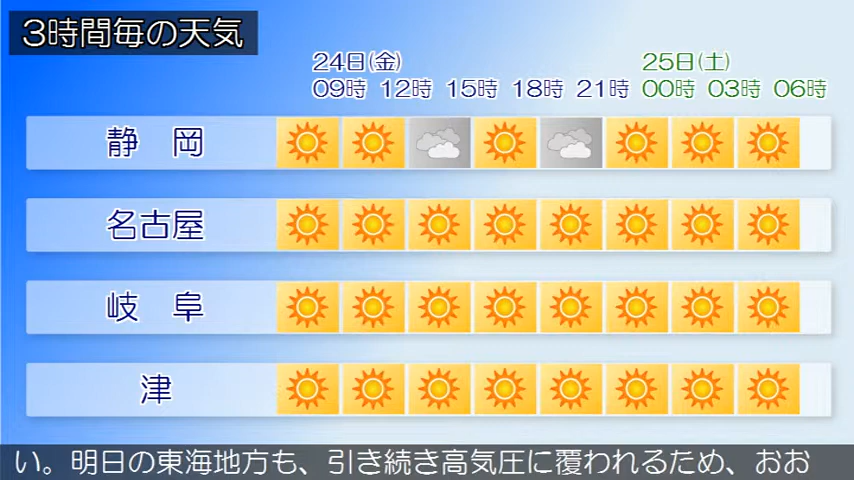 3時間毎の天気
24日(金) 25日(土)
09時 12時 15時 18時 21時 00時 03時 06時
静 岡
名古屋
岐 阜
津
い。明日の東海地方も、引き続き高気圧に覆われるため、おお